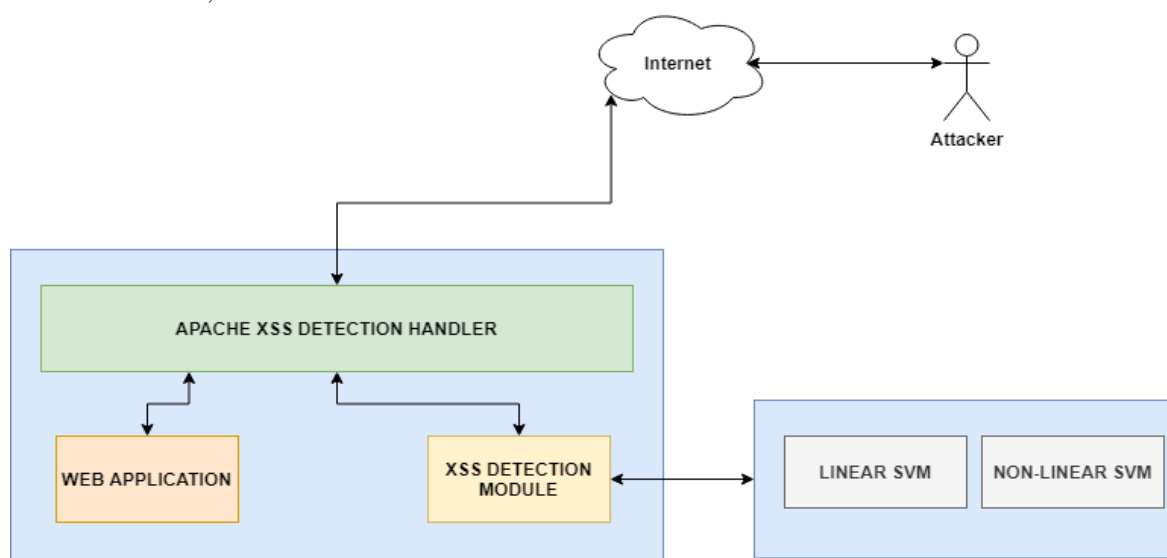 Internet
Attacker
APACHE XSS DETECTION HANDLER
WEB APPLICATION
XSS DETECTION
MODULE
LINEAR SVM
NON-LINEAR SVM